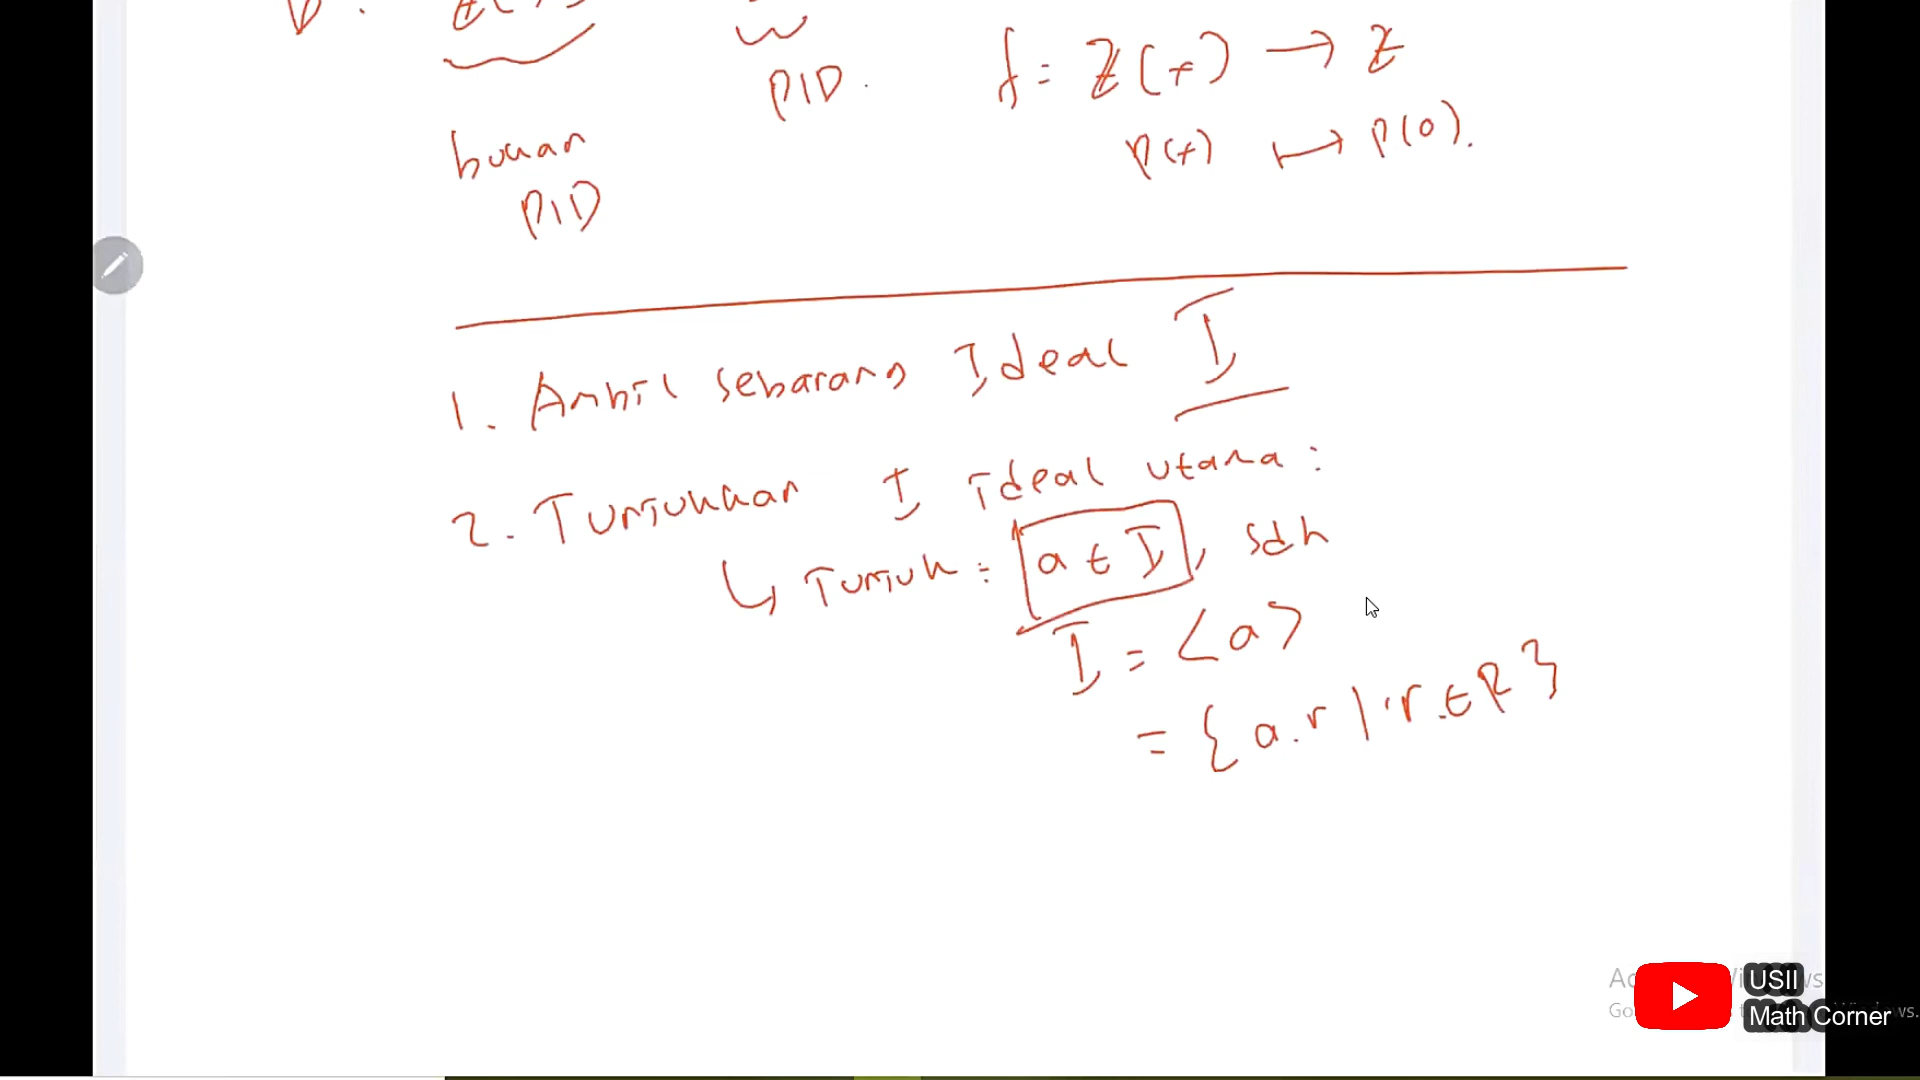 f = Z(x) → Z
PID.
p(x) ↦ p(0).
bukan
PID
1. Ambil sebarang Ideal I
2. Tunjukkan I ideal utama :
↳ Tunjuk : a ∈ I, sdh
I = <a>
= {a.r | r ∈ R}
USII
Math Corner